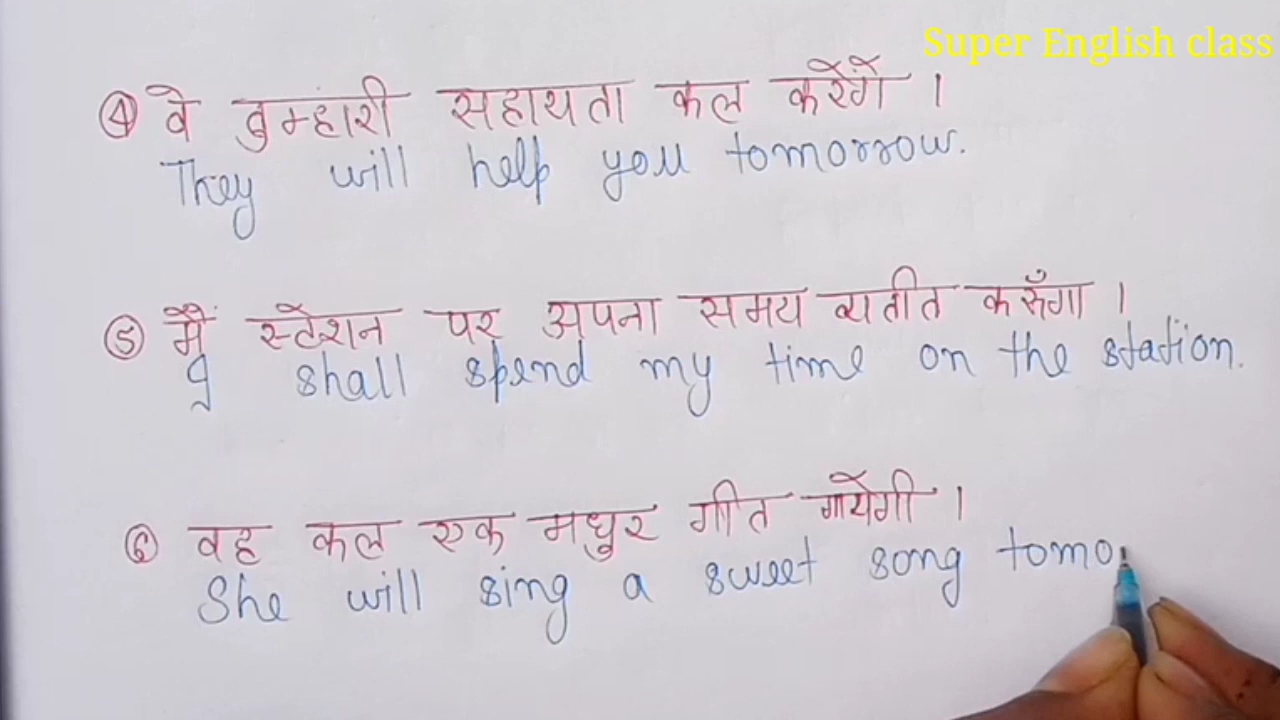 Super English class
④ वे तुम्हारी सहायता कल करेंगे ।
They will help you tomorrow.
⑤ मैं स्टेशन पर अपना समय व्यतीत करुँगा ।
I shall spend my time on the station.
⑥ वह कल एक मधुर गीत गायेगी ।
She will sing a sweet song tomo